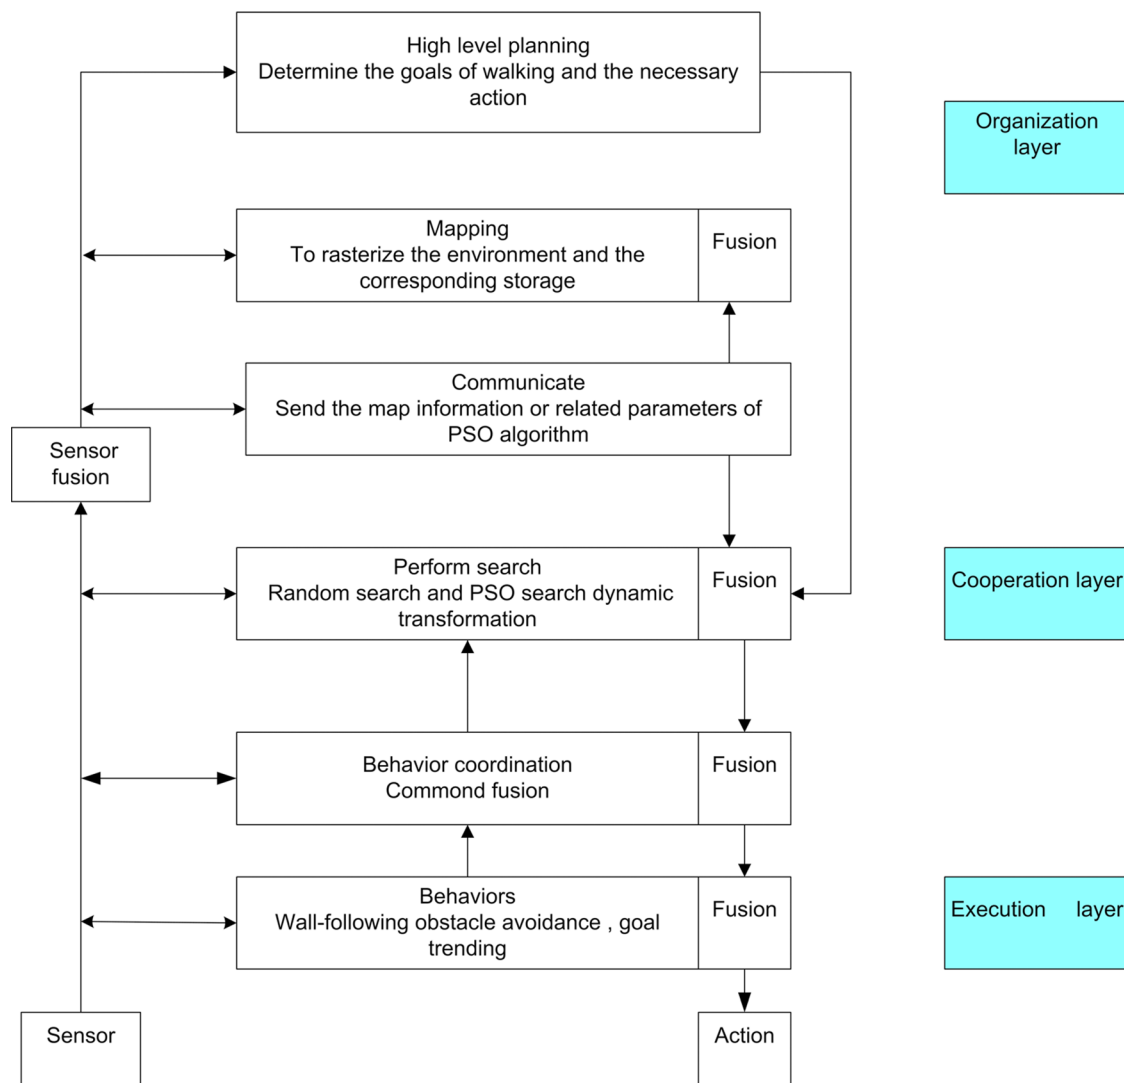 High level planning
Determine the goals of walking and the necessary
action
Organization
layer
Mapping
To rasterize the environment and the
corresponding storage
Fusion
Communicate
Send the map information or related parameters of
PSO algorithm
Sensor
fusion
Perform search
Random search and PSO search dynamic
transformation
Fusion
Cooperation layer
Behavior coordination
Commond fusion
Fusion
Behaviors
Wall-following obstacle avoidance , goal
trending
Fusion
Execution layer
Sensor
Action